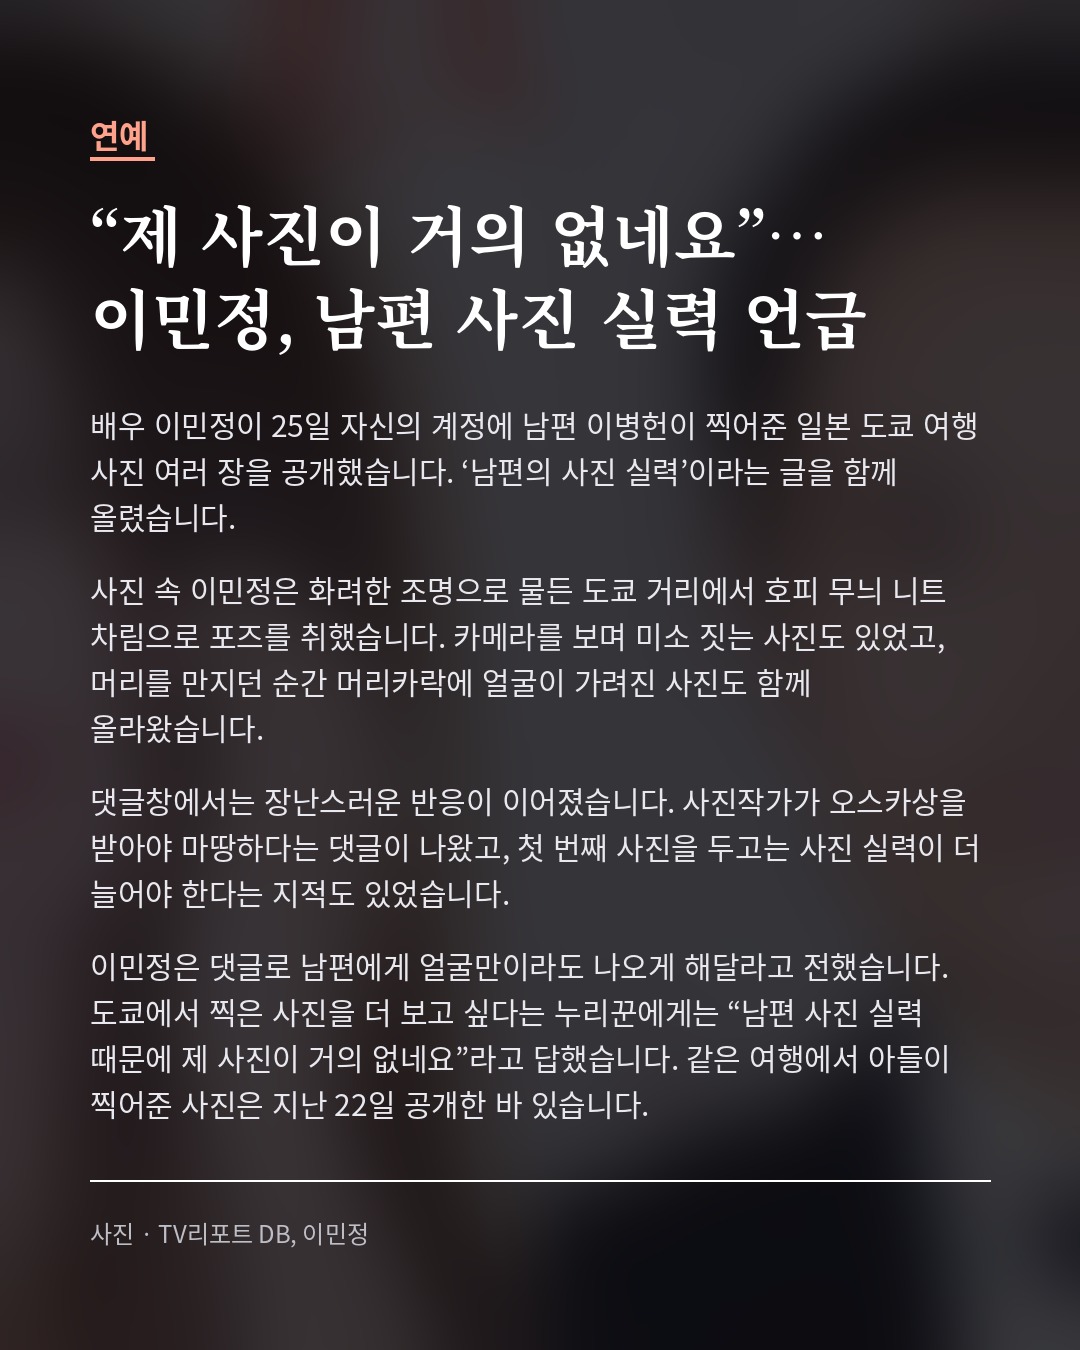 연예
“제 사진이 거의 없네요”…
이민정, 남편 사진 실력 언급
배우 이민정이 25일 자신의 계정에 남편 이병헌이 찍어준 일본 도쿄 여행
사진 여러 장을 공개했습니다. ‘남편의 사진 실력’이라는 글을 함께
올렸습니다.
사진 속 이민정은 화려한 조명으로 물든 도쿄 거리에서 호피 무늬 니트
차림으로 포즈를 취했습니다. 카메라를 보며 미소 짓는 사진도 있었고,
머리를 만지던 순간 머리카락에 얼굴이 가려진 사진도 함께
올라왔습니다.
댓글창에서는 장난스러운 반응이 이어졌습니다. 사진작가가 오스카상을
받아야 마땅하다는 댓글이 나왔고, 첫 번째 사진을 두고는 사진 실력이 더
늘어야 한다는 지적도 있었습니다.
이민정은 댓글로 남편에게 얼굴만이라도 나오게 해달라고 전했습니다.
도쿄에서 찍은 사진을 더 보고 싶다는 누리꾼에게는 “남편 사진 실력
때문에 제 사진이 거의 없네요”라고 답했습니다. 같은 여행에서 아들이
찍어준 사진은 지난 22일 공개한 바 있습니다.
사진 · TV리포트 DB, 이민정